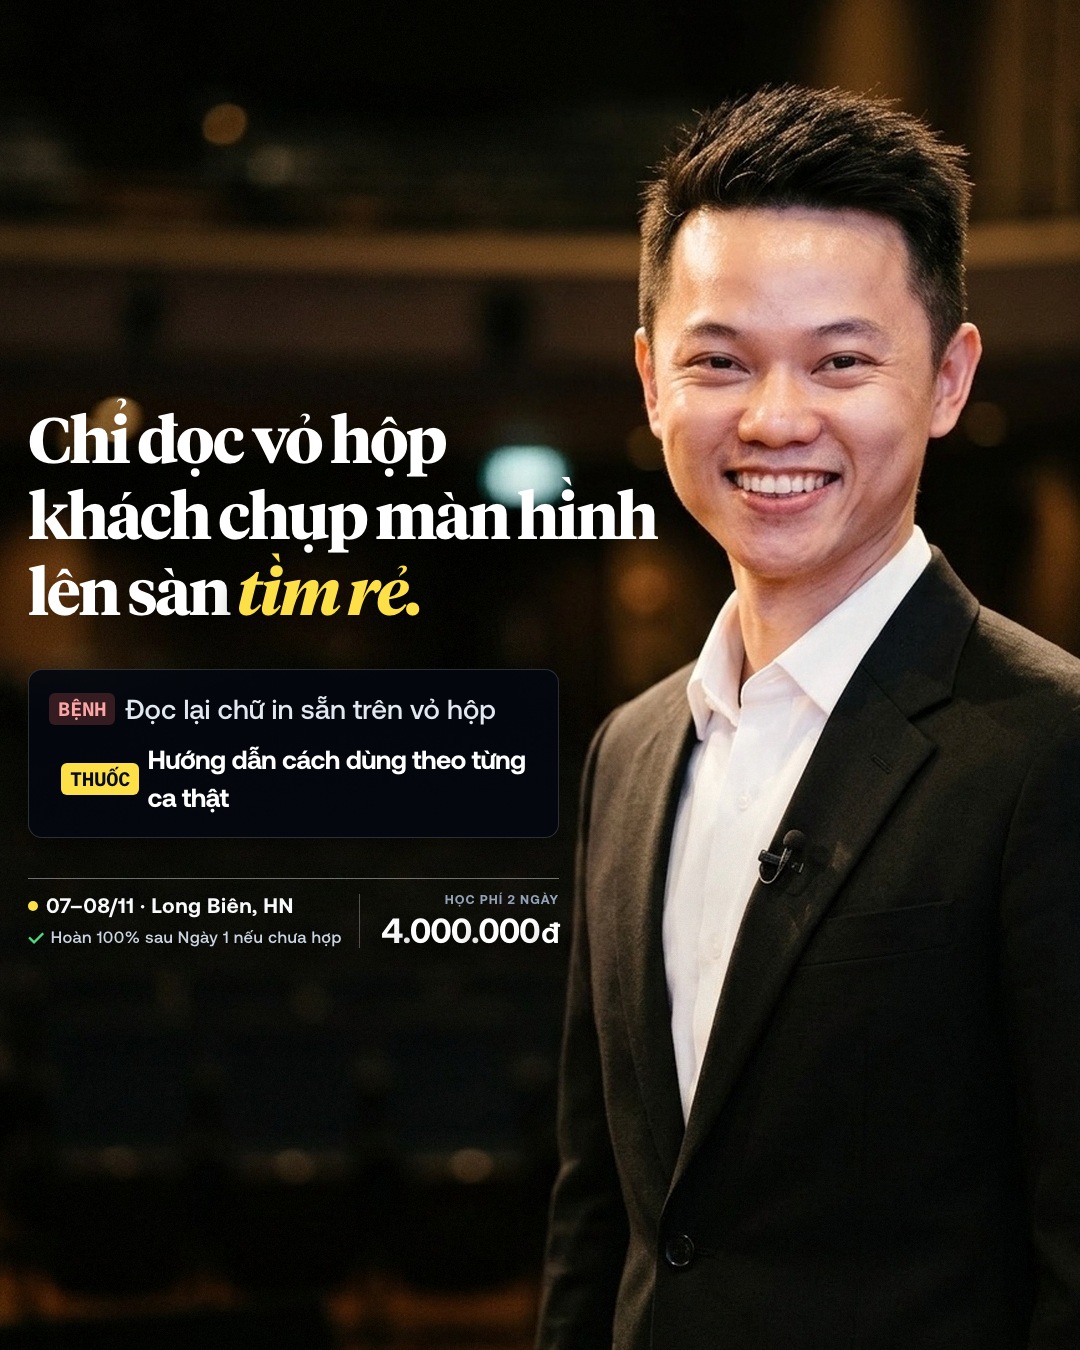 Chỉ đọc vỏ hộp
khách chụp màn hình
lên sàn tìm rẻ.
BỆNH Đọc lại chữ in sẵn trên vỏ hộp
THUỐC Hướng dẫn cách dùng theo từng
ca thật
07–08/11 · Long Biên, HN
Hoàn 100% sau Ngày 1 nếu chưa hợp
HỌC PHÍ 2 NGÀY
4.000.000đ